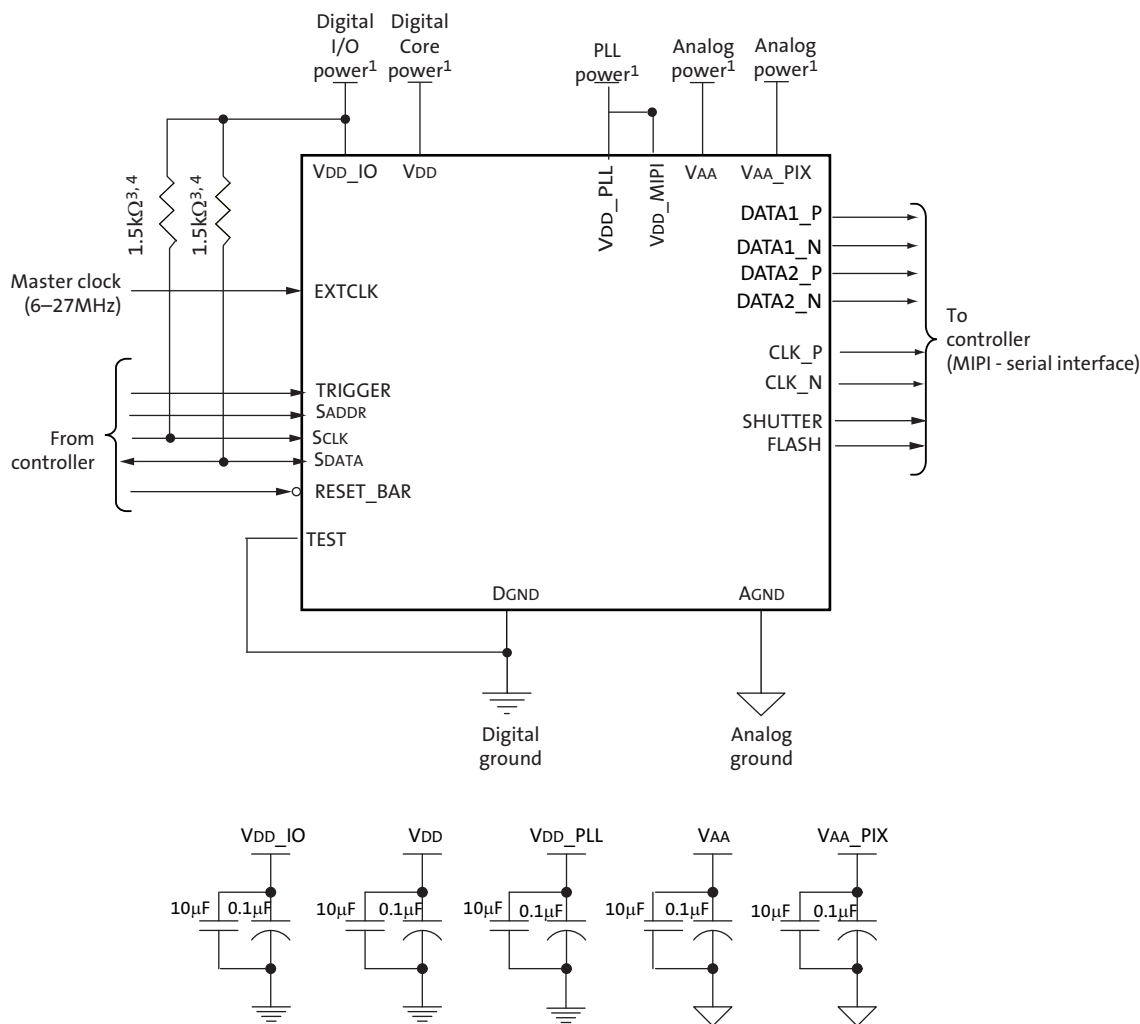 Digital
I/O
power1
Digital
Core
power1
PLL
power1
Analog
power1
Analog
power1
1.5kΩ3, 4
1.5kΩ3, 4
VDD_IO
VDD
VDD_PLL
VDD_MIPI
VAA
VAA_PIX
Master clock
(6–27MHz)
EXTCLK
From
controller
TRIGGER
SADDR
SCLK
SDATA
RESET_BAR
TEST
DATA1_P
DATA1_N
DATA2_P
DATA2_N
CLK_P
CLK_N
SHUTTER
FLASH
To
controller
(MIPI - serial interface)
DGND
AGND
Digital
ground
Analog
ground
VDD_IO
VDD
VDD_PLL
VAA
VAA_PIX
10μF 0.1μF
10μF 0.1μF
10μF 0.1μF
10μF 0.1μF
10μF 0.1μF